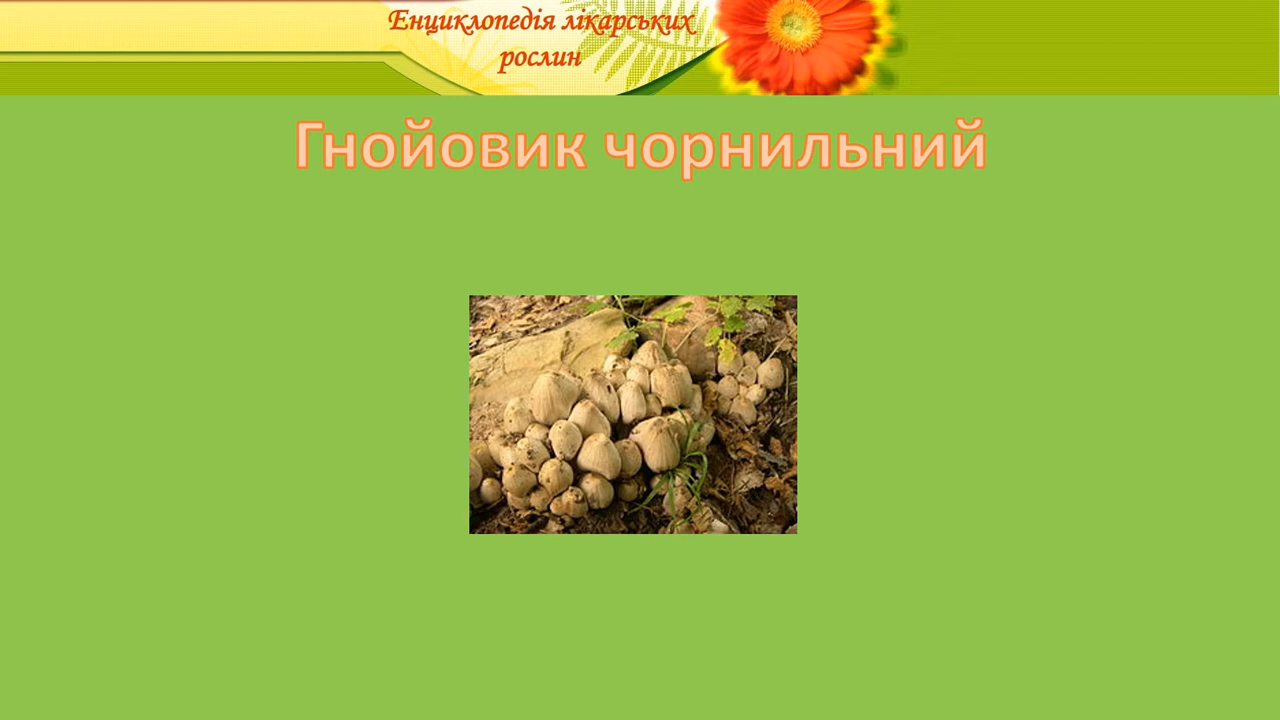 Енциклопедія лікарських
рослин
Гнойовик чорнильний